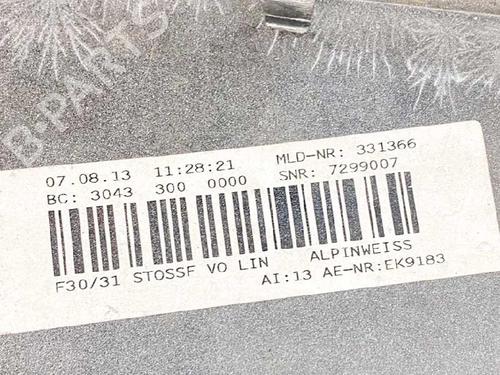 B-PARTS
07.08.13 11:28:21 MLD-NR: 331366
BC: 3043 300 0000 SNR: 7299007
F30/31 STOSSF VO LIN ALPINWEISS
AI:13 AE-NR:EK9183